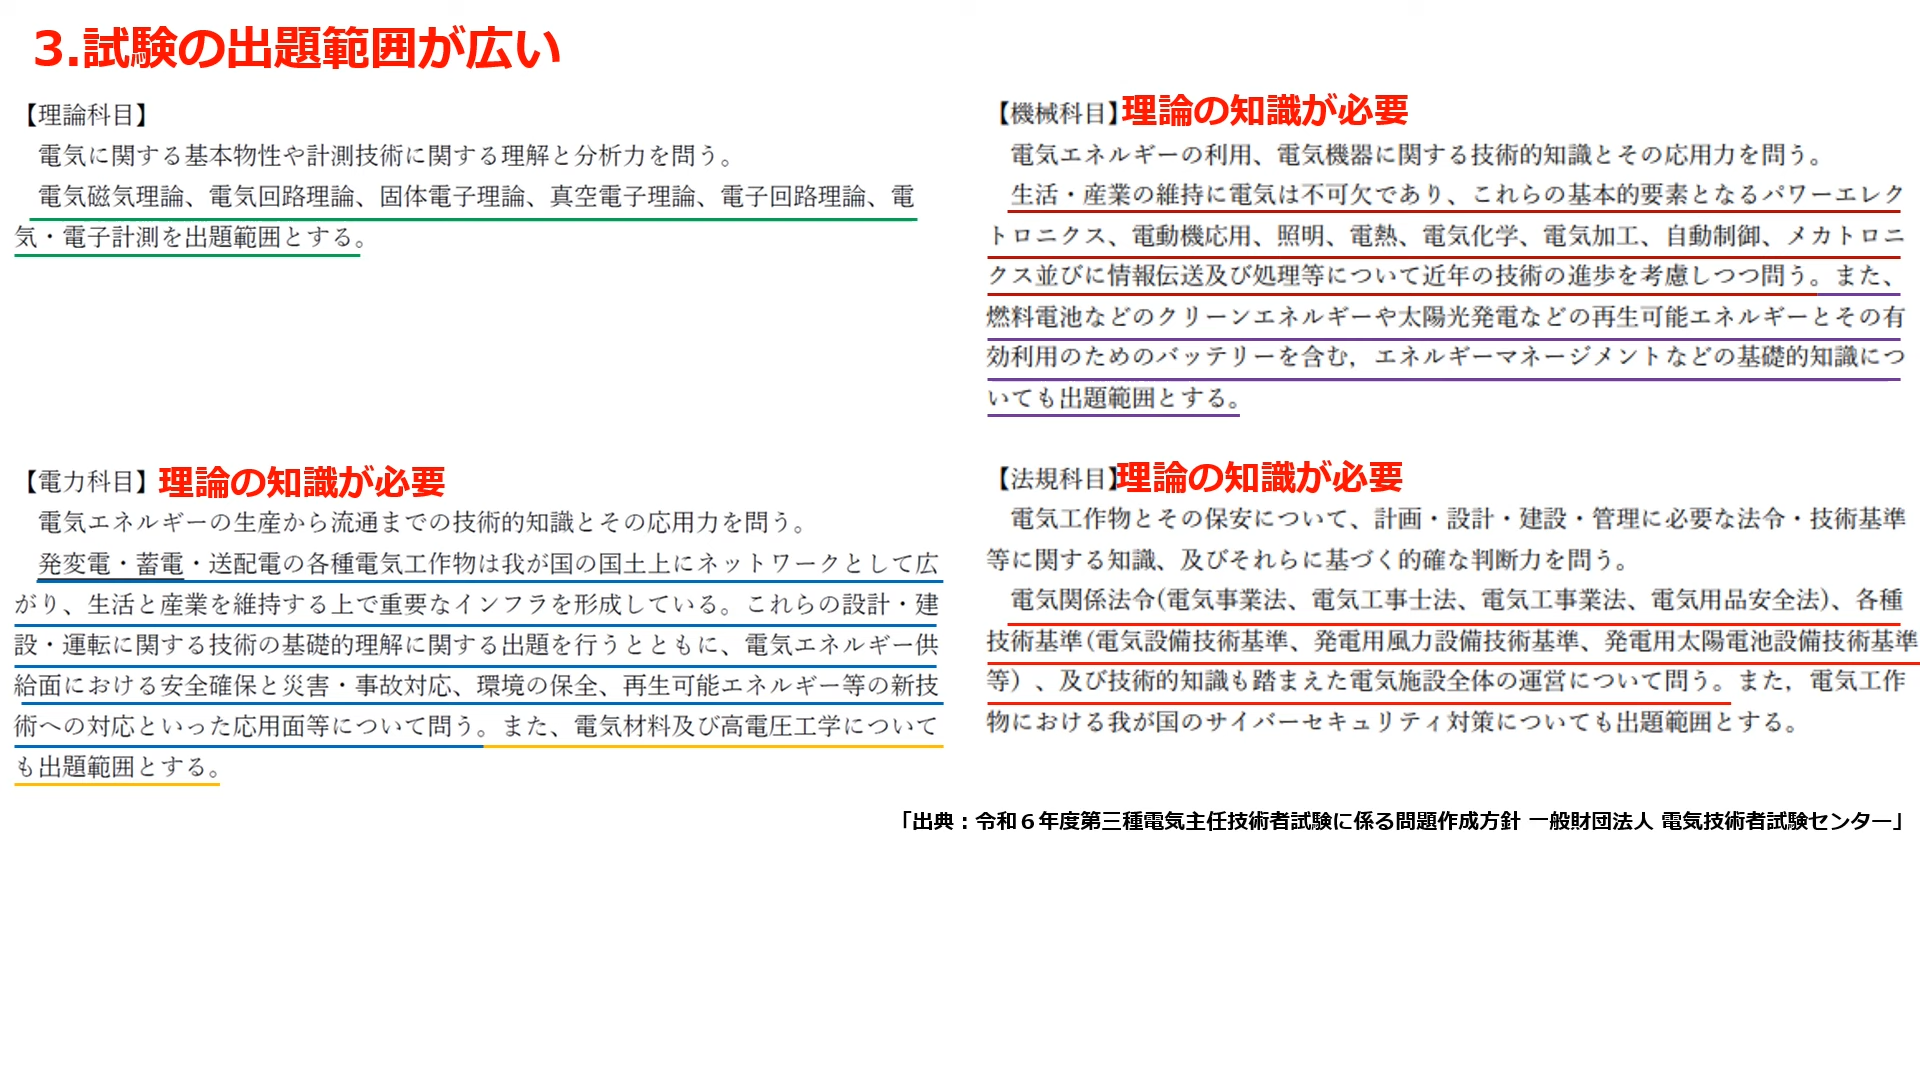 3.試験の出題範囲が広い
【理論科目】
電気に関する基本物性や計測技術に関する理解と分析力を問う。
電気磁気理論、電気回路理論、固体電子理論、真空電子理論、電子回路理論、電
気・電子計測を出題範囲とする。
【機械科目】理論の知識が必要
電気エネルギーの利用、電気機器に関する技術的知識とその応用力を問う。
生活・産業の維持に電気は不可欠であり、これらの基本的要素となるパワーエレク
トロニクス、電動機応用、照明、電熱、電気化学、電気加工、自動制御、メカトロニ
クス並びに情報伝送及び処理等について近年の技術の進歩を考慮しつつ問う。また、
燃料電池などのクリーンエネルギーや太陽光発電などの再生可能エネルギーとその有
効利用のためのバッテリーを含む，エネルギーマネージメントなどの基礎的知識につ
いても出題範囲とする。
【電力科目】理論の知識が必要
電気エネルギーの生産から流通までの技術的知識とその応用力を問う。
発変電・蓄電・送配電の各種電気工作物は我が国の国土上にネットワークとして広
がり、生活と産業を維持する上で重要なインフラを形成している。これらの設計・建
設・運転に関する技術の基礎的理解に関する出題を行うとともに、電気エネルギー供
給面における安全確保と災害・事故対応、環境の保全、再生可能エネルギー等の新技
術への対応といった応用面等について問う。また、電気材料及び高電圧工学について
も出題範囲とする。
【法規科目】理論の知識が必要
電気工作物とその保安について、計画・設計・建設・管理に必要な法令・技術基準
等に関する知識、及びそれらに基づく的確な判断力を問う。
電気関係法令(電気事業法、電気工事士法、電気工事業法、電気用品安全法)、各種
技術基準(電気設備技術基準、発電用風力設備技術基準、発電用太陽電池設備技術基準
等）、及び技術的知識も踏まえた電気施設全体の運営について問う。また，電気工作
物における我が国のサイバーセキュリティ対策についても出題範囲とする。
「出典：令和６年度第三種電気主任技術者試験に係る問題作成方針 一般財団法人 電気技術者試験センター」